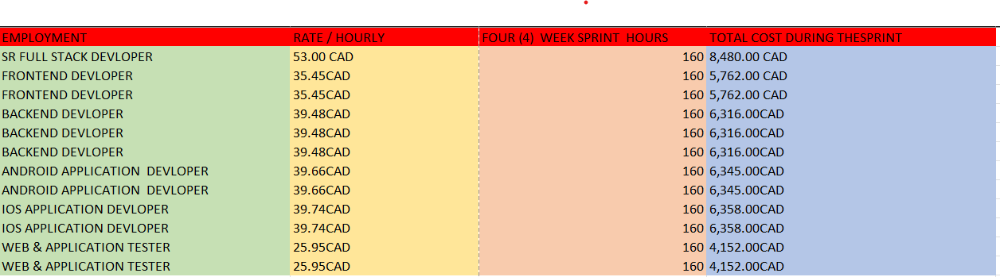 EMPLOYMENT RATE / HOURLY FOUR (4) WEEK SPRINT HOURS TOTAL COST DURING THESPRINT
SR FULL STACK DEVLOPER 53.00 CAD 160 8,480.00 CAD
FRONTEND DEVLOPER 35.45CAD 160 5,762.00 CAD
FRONTEND DEVLOPER 35.45CAD 160 5,762.00 CAD
BACKEND DEVLOPER 39.48CAD 160 6,316.00CAD
BACKEND DEVLOPER 39.48CAD 160 6,316.00CAD
BACKEND DEVLOPER 39.48CAD 160 6,316.00CAD
ANDROID APPLICATION DEVLOPER 39.66CAD 160 6,345.00CAD
ANDROID APPLICATION DEVLOPER 39.66CAD 160 6,345.00CAD
IOS APPLICATION DEVLOPER 39.74CAD 160 6,358.00CAD
IOS APPLICATION DEVLOPER 39.74CAD 160 6,358.00CAD
WEB & APPLICATION TESTER 25.95CAD 160 4,152.00CAD
WEB & APPLICATION TESTER 25.95CAD 160 4,152.00CAD